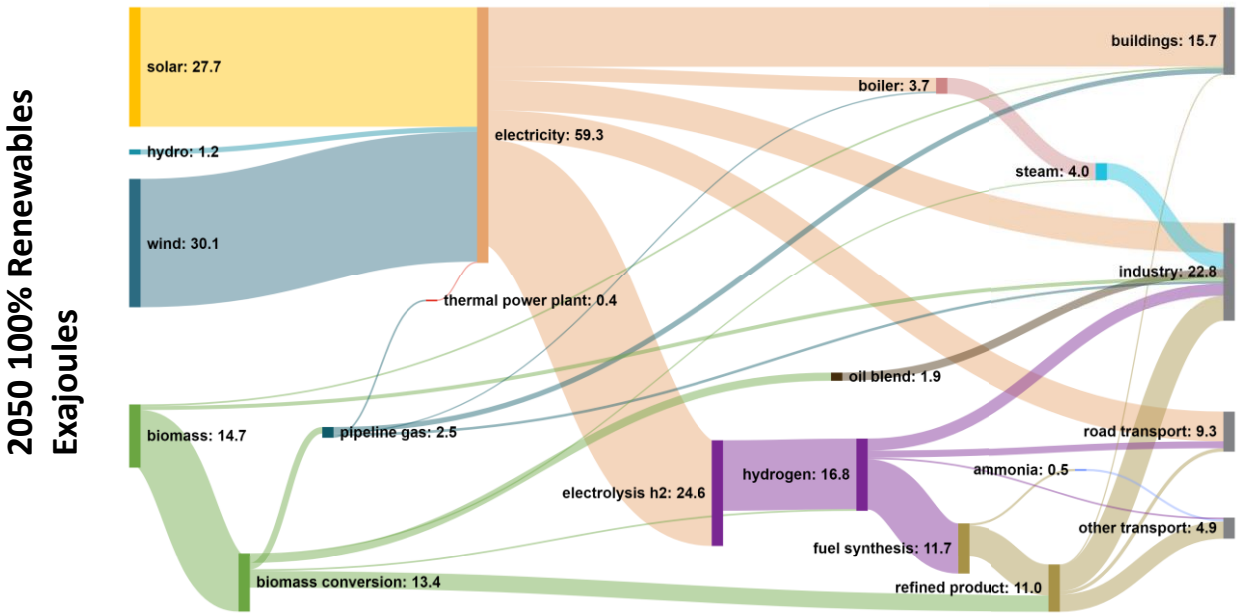 2050 100% Renewables
Exajoules
solar: 27.7
hydro: 1.2
wind: 30.1
biomass: 14.7
biomass conversion: 13.4
pipeline gas: 2.5
thermal power plant: 0.4
electricity: 59.3
electrolysis h2: 24.6
hydrogen: 16.8
oil blend: 1.9
boiler: 3.7
steam: 4.0
fuel synthesis: 11.7
ammonia: 0.5
refined product: 11.0
buildings: 15.7
industry: 22.8
road transport: 9.3
other transport: 4.9